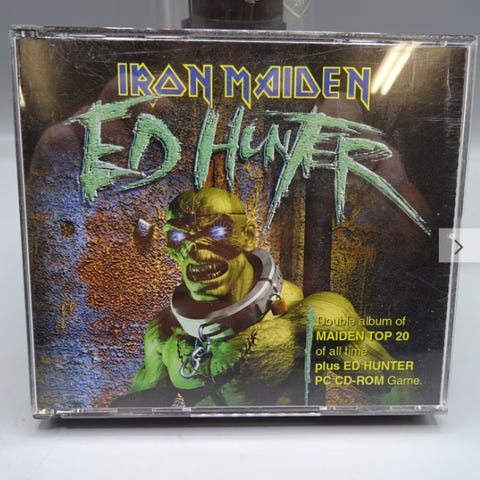 IRON MAIDEN
ED HUNTER
Double album of
MAIDEN TOP 20
of all time
plus ED HUNTER
PC CD-ROM Game.